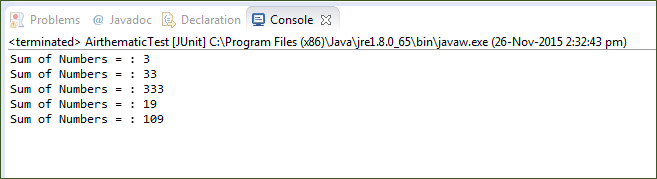 Problems @ Javadoc Declaration Console
<terminated> AirthematicTest [JUnit] C:\Program Files (x86)\Java\jre1.8.0_65\bin\javaw.exe (26-Nov-2015 2:32:43 pm)
Sum of Numbers = : 3
Sum of Numbers = : 33
Sum of Numbers = : 333
Sum of Numbers = : 19
Sum of Numbers = : 109